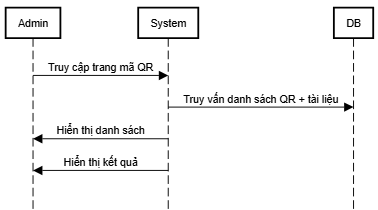 Admin
System
DB
Truy cập trang mã QR
Truy vấn danh sách QR + tài liệu
Hiển thị danh sách
Hiển thị kết quả